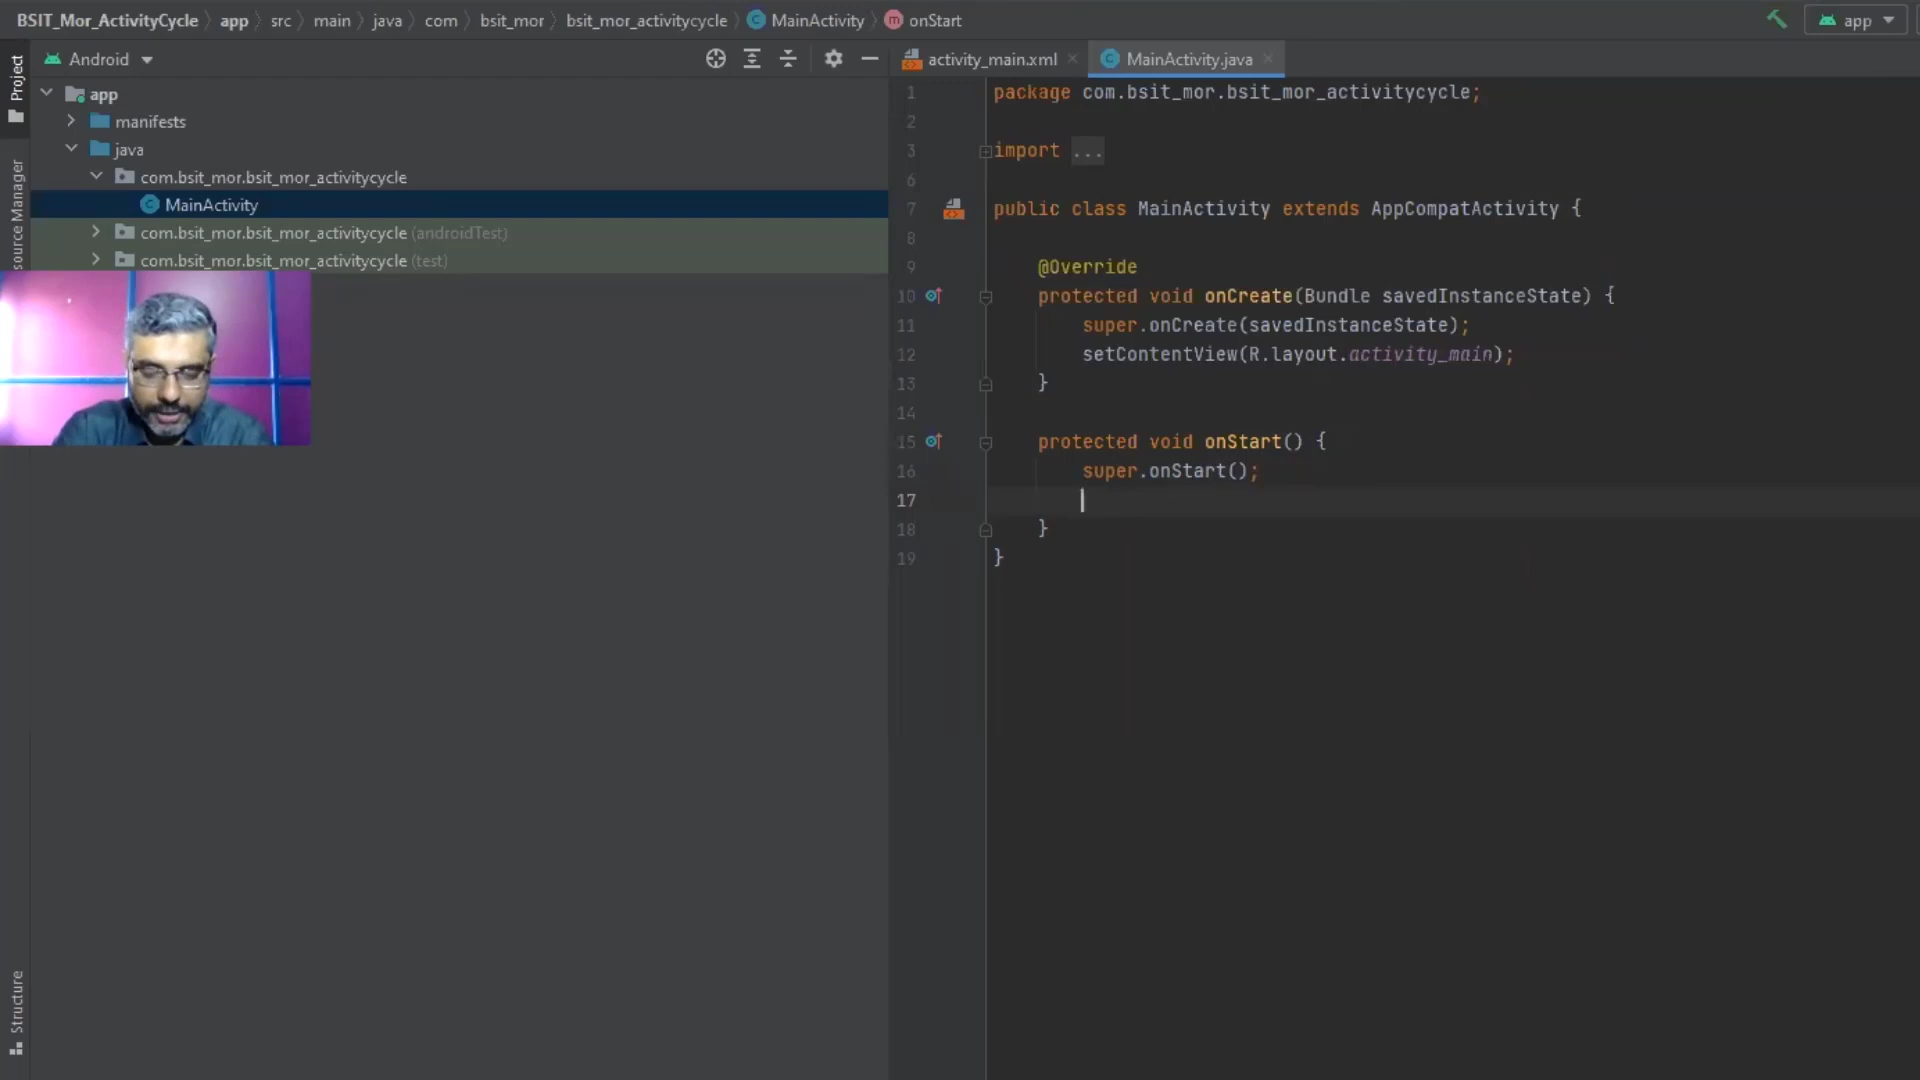 BSIT_Mor_ActivityCycle app src main java com bsit_mor bsit_mor_activitycycle MainActivity onStart app
Project
Android
activity_main.xml MainActivity.java
app
manifests
java
com.bsit_mor.bsit_mor_activitycycle
MainActivity
com.bsit_mor.bsit_mor_activitycycle (androidTest)
com.bsit_mor.bsit_mor_activitycycle (test)
source Manager
Structure
1 package com.bsit_mor.bsit_mor_activitycycle;
2
3 import ...
6
7 public class MainActivity extends AppCompatActivity {
8
9 @Override
10 protected void onCreate(Bundle savedInstanceState) {
11 super.onCreate(savedInstanceState);
12 setContentView(R.layout.activity_main);
13 }
14
15 protected void onStart() {
16 super.onStart();
17
18 }
19 }